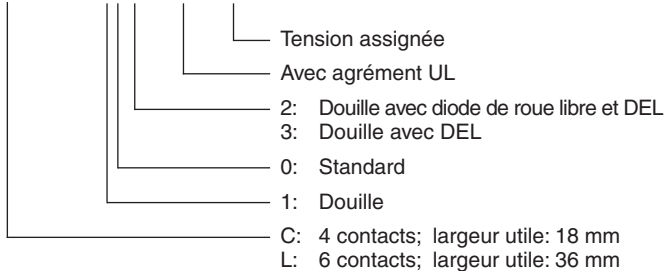 Tension assignée
Avec agrément UL
2: Douille avec diode de roue libre et DEL
3: Douille avec DEL
0: Standard
1: Douille
C: 4 contacts; largeur utile: 18 mm
L: 6 contacts; largeur utile: 36 mm